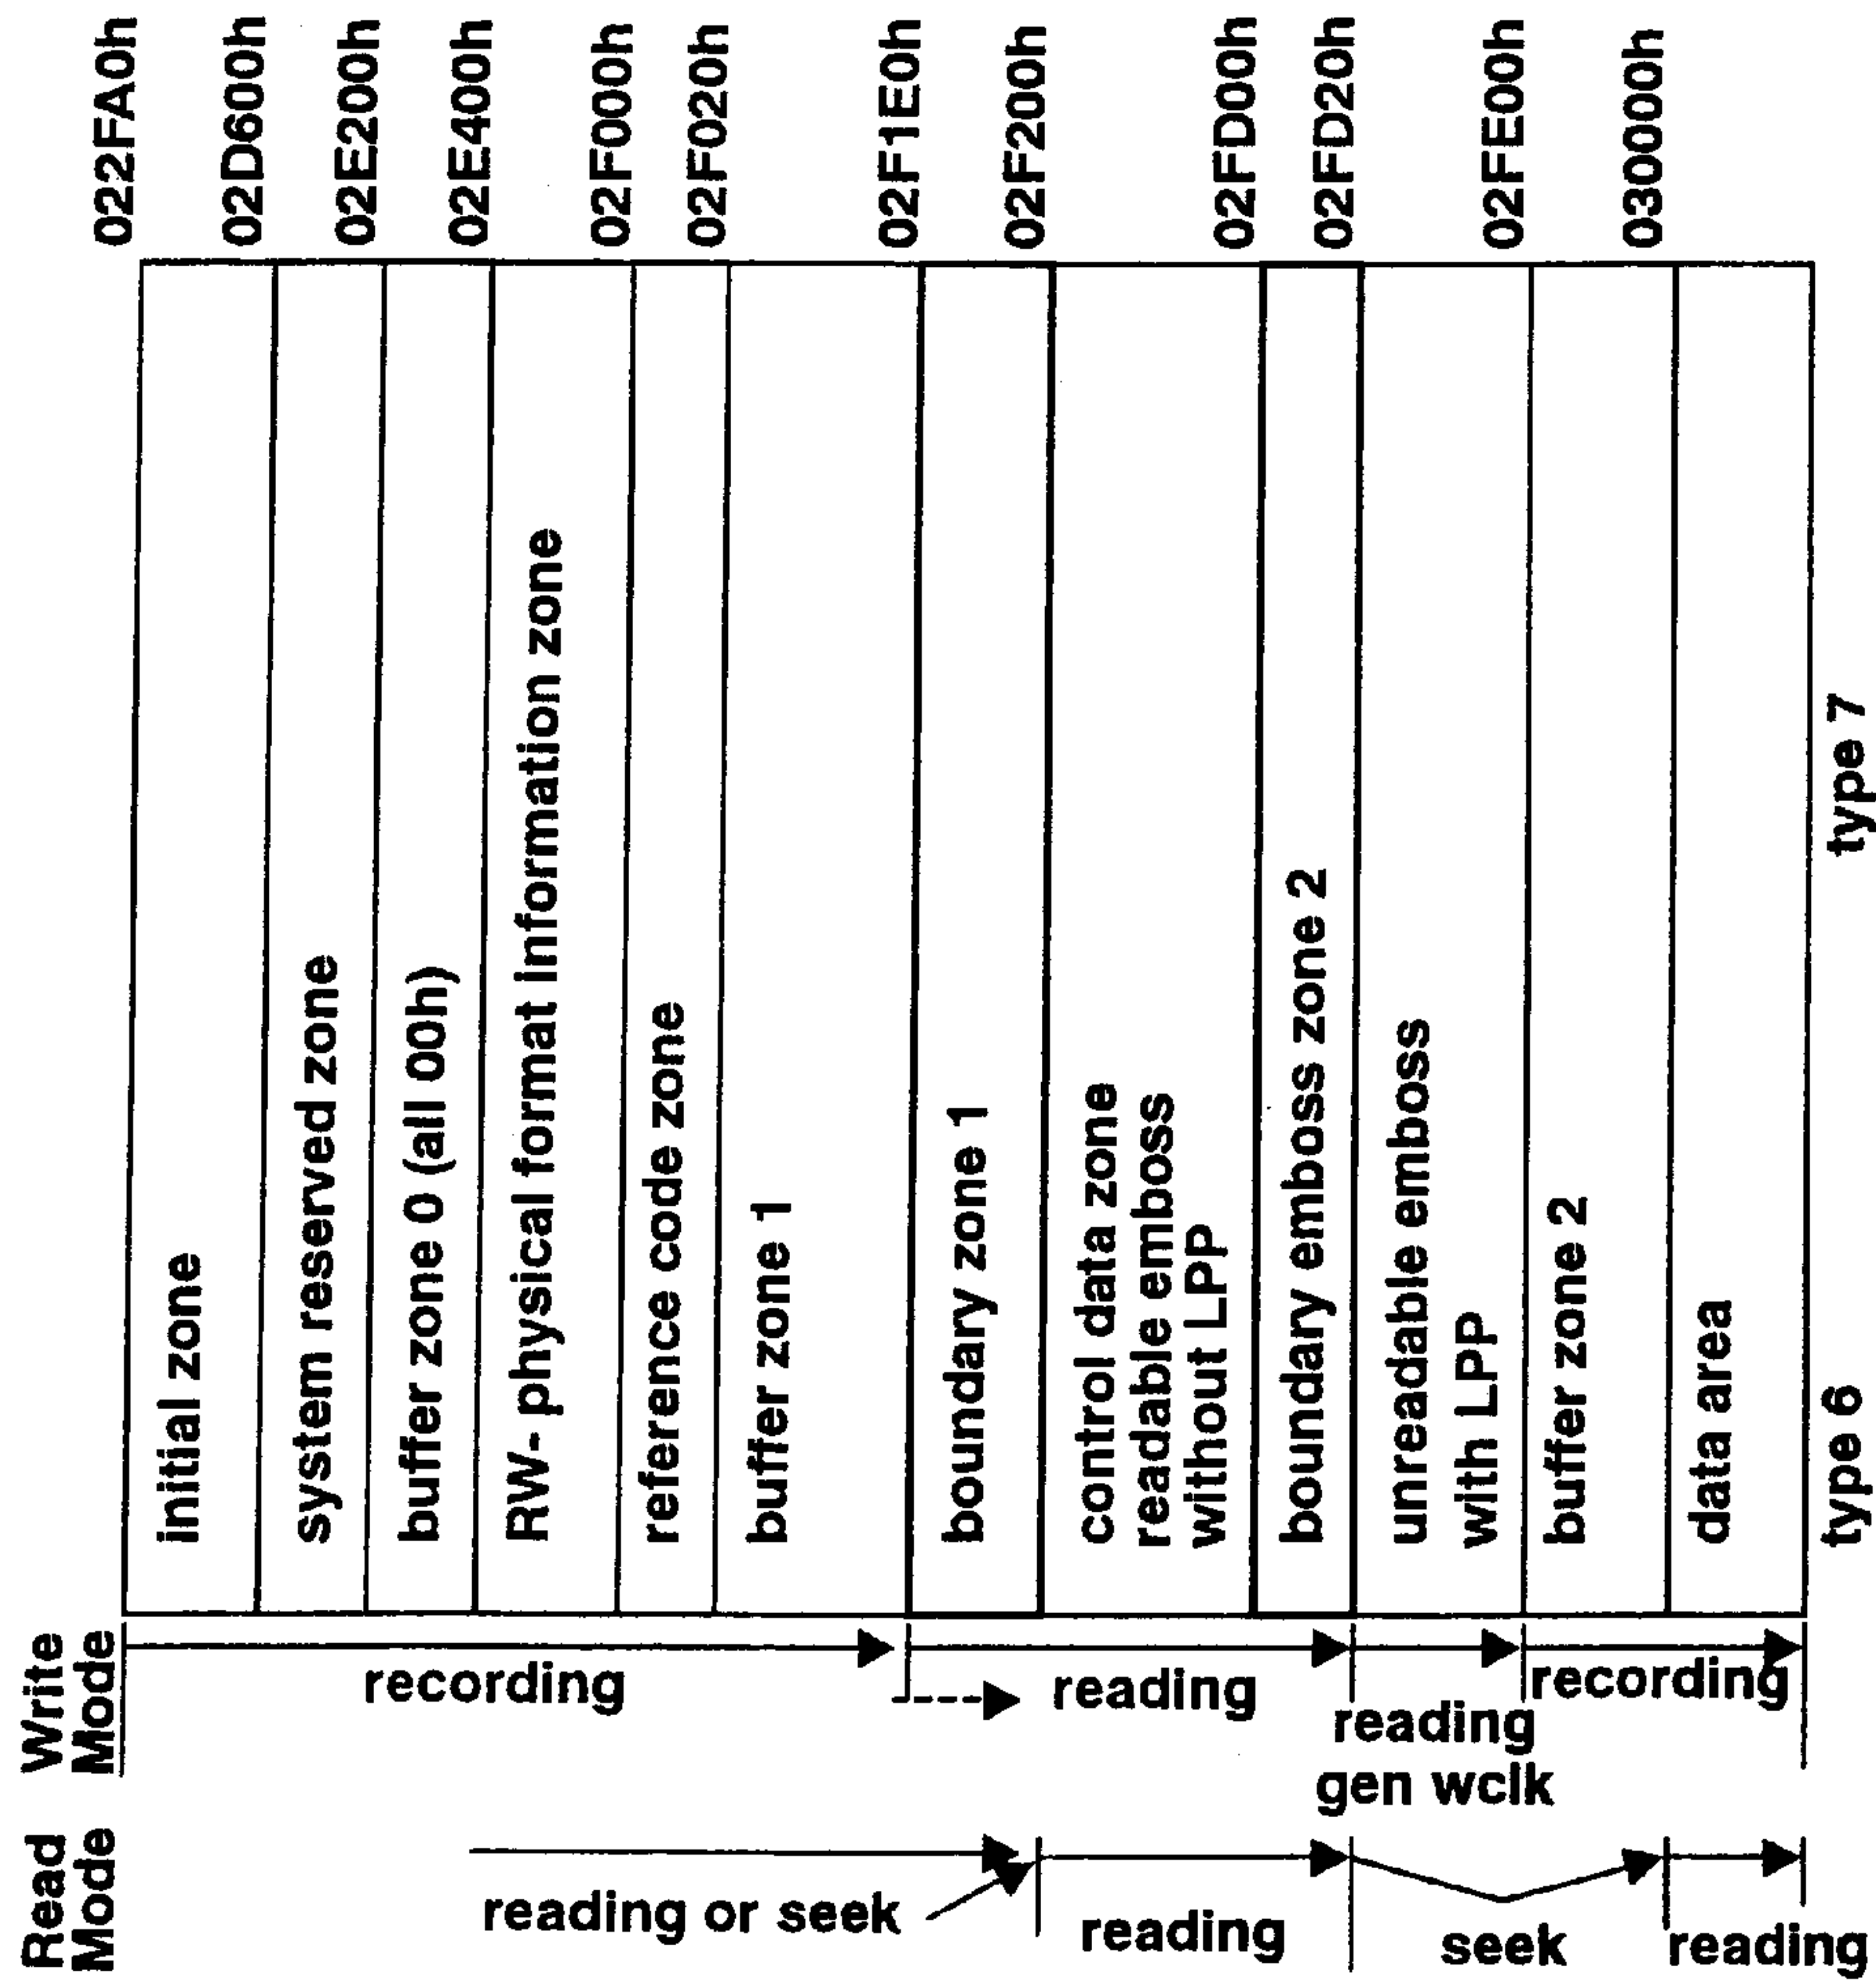 022FA0h
02D600h
02E200h
02E400h
02F000h
02F020h
02F1E0h
02F200h
02FD00h
02FD20h
02FE00h
030000h
initial zone
system reserved zone
buffer zone 0 (all 00h)
RW- physical format information zone
reference code zone
buffer zone 1
boundary zone 1
control data zone
readable emboss
without LPP
boundary emboss zone 2
unreadable emboss
with LPP
buffer zone 2
data area
type 6
type 7
Write
Mode
recording
reading
reading
gen wclk
recording
Read
Mode
reading or seek
reading
seek
reading